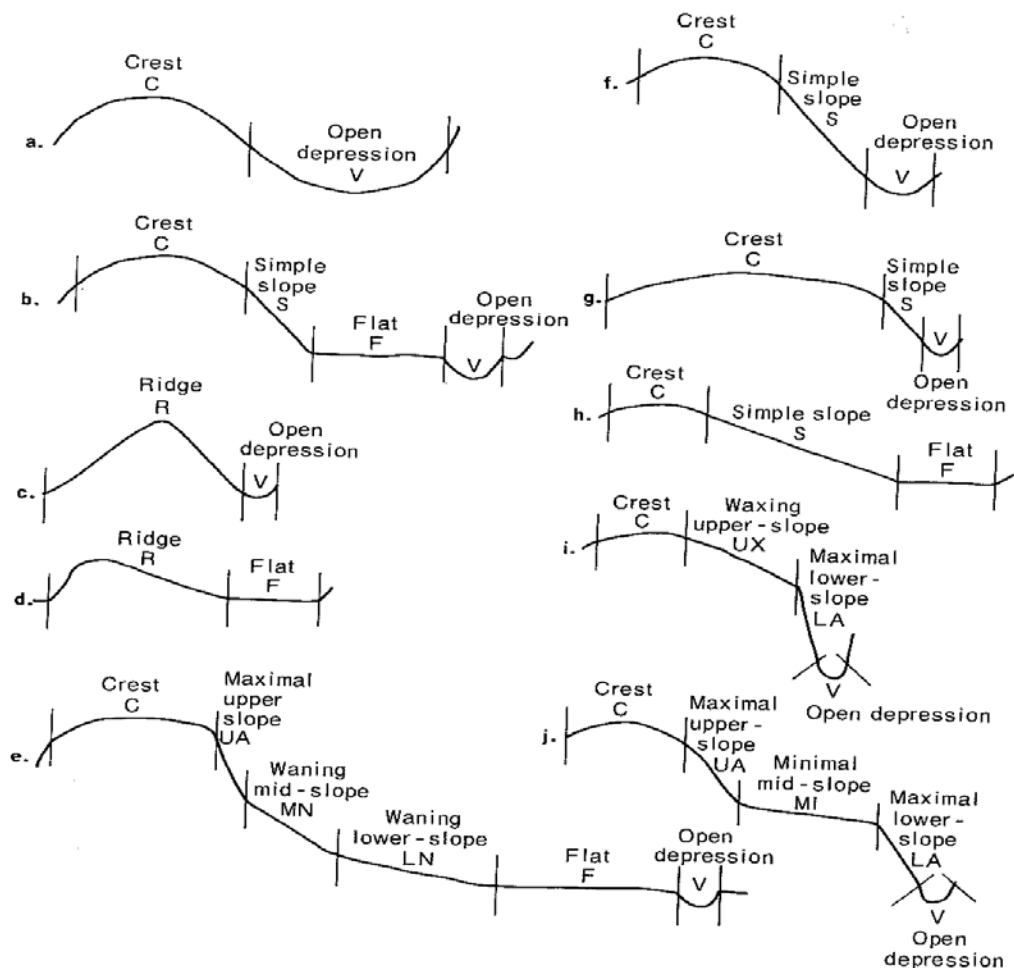 Crest
C
a.
Open
depression
V
Crest
C
b.
Simple
slope
S
Flat
F
Open
depression
V
Ridge
R
c.
Open
depression
V
Ridge
R
d.
Flat
F
Crest
C
e.
Maximal
upper
slope
UA
Waning
mid-slope
MN
Waning
lower-slope
LN
Flat
F
Open
depression
V
Crest
C
f.
Simple
slope
S
Open
depression
V
Crest
C
g.
Simple
slope
S
V
Open
depression
Crest
C
h.
Simple slope
S
Flat
F
Crest
C
i.
Waxing
upper-slope
UX
Maximal
lower-
slope
LA
V
Open depression
Crest
C
j.
Maximal
upper-
slope
UA
Minimal
mid-slope
MI
Maximal
lower-
slope
LA
V
Open
depression